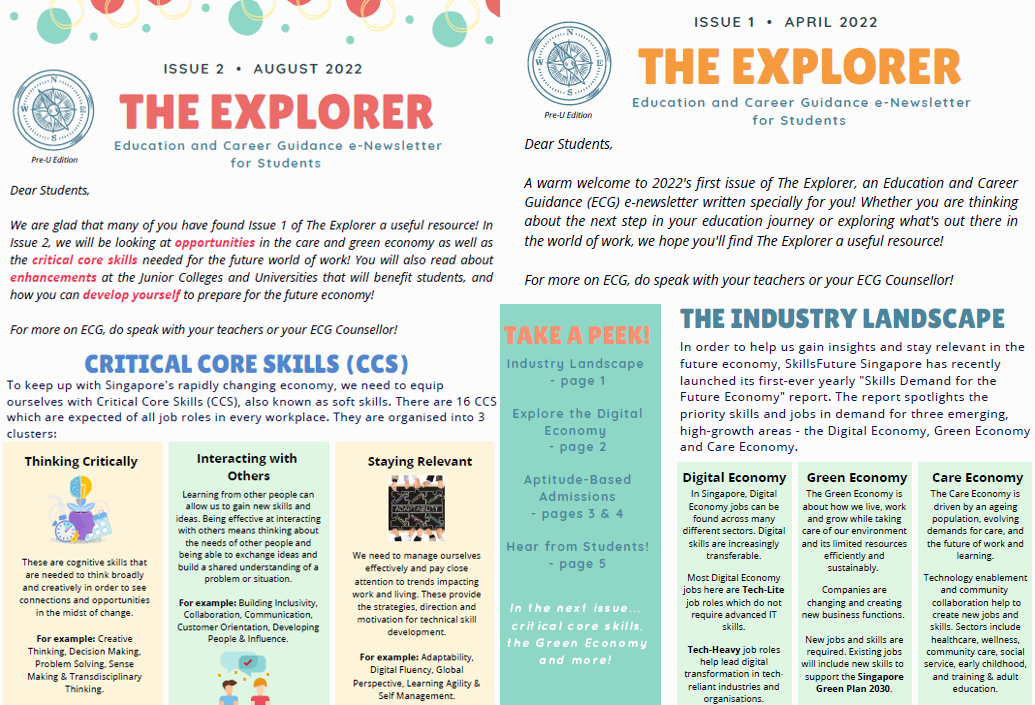 ISSUE 2 • AUGUST 2022
THE EXPLORER
Education and Career Guidance e-Newsletter
for Students
N
W
E
S
Pre-U Edition
Dear Students,
We are glad that many of you have found Issue 1 of The Explorer a useful resource! In
Issue 2, we will be looking at opportunities in the care and green economy as well as
the critical core skills needed for the future world of work! You will also read about
enhancements at the Junior Colleges and Universities that will benefit students, and
how you can develop yourself to prepare for the future economy!
For more on ECG, do speak with your teachers or your ECG Counsellor!
CRITICAL CORE SKILLS (CCS)
To keep up with Singapore's rapidly changing economy, we need to equip
ourselves with Critical Core Skills (CCS), also known as soft skills. There are 16 CCS
which are expected of all job roles in every workplace. They are organised into 3
clusters:
Thinking Critically
These are cognitive skills that
are needed to think broadly
and creatively in order to see
connections and opportunities
in the midst of change.
For example: Creative
Thinking, Decision Making,
Problem Solving, Sense
Making & Transdisciplinary
Thinking.
Interacting with
Others
Learning from other people can
allow us to gain new skills and
ideas. Being effective at interacting
with others means thinking about
the needs of other people and
being able to exchange ideas and
build a shared understanding of a
problem or situation.
For example: Building Inclusivity,
Collaboration, Communication,
Customer Orientation, Developing
People & Influence.
Staying Relevant
ADAPTABILITY
We need to manage ourselves
effectively and pay close
attention to trends impacting
work and living. These provide
the strategies, direction and
motivation for technical skill
development.
For example: Adaptability,
Digital Fluency, Global
Perspective, Learning Agility &
Self Management.
ISSUE 1 • APRIL 2022
THE EXPLORER
Education and Career Guidance e-Newsletter
for Students
N
W
E
S
Pre-U Edition
Dear Students,
A warm welcome to 2022's first issue of The Explorer, an Education and Career
Guidance (ECG) e-newsletter written specially for you! Whether you are thinking
about the next step in your education journey or exploring what's out there in
the world of work, we hope you'll find The Explorer a useful resource!
For more on ECG, do speak with your teachers or your ECG Counsellor!
TAKE A PEEK!
Industry Landscape
- page 1
Explore the Digital
Economy
- page 2
Aptitude-Based
Admissions
- pages 3 & 4
Hear from Students!
- page 5
In the next issue...
critical core skills,
the Green Economy
and more!
THE INDUSTRY LANDSCAPE
In order to help us gain insights and stay relevant in the
future economy, SkillsFuture Singapore has recently
launched its first-ever yearly "Skills Demand for the
Future Economy" report. The report spotlights the
priority skills and jobs in demand for three emerging,
high-growth areas - the Digital Economy, Green Economy
and Care Economy.
Digital Economy
In Singapore, Digital
Economy jobs can be
found across many
different sectors. Digital
skills are increasingly
transferable.
Most Digital Economy
jobs here are Tech-Lite
job roles which do not
require advanced IT
skills.
Tech-Heavy job roles
help lead digital
transformation in tech-
reliant industries and
organisations.
Green Economy
The Green Economy is
about how we live, work
and grow while taking
care of our environment
and its limited resources
efficiently and
sustainably.
Companies are
changing and creating
new business functions.
New jobs and skills are
required. Existing jobs
will include new skills to
support the Singapore
Green Plan 2030.
Care Economy
The Care Economy is
driven by an ageing
population, evolving
demands for care, and
the future of work and
learning.
Technology enablement
and community
collaboration help to
create new jobs and
skills. Sectors include
healthcare, wellness,
community care, social
service, early childhood,
and training & adult
education.